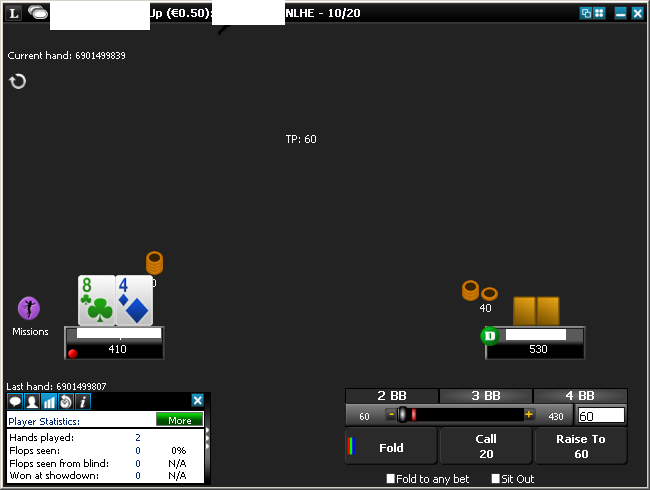 L Up (€0.50): NLHE - 10/20
Current hand: 6901499839
TP: 60
8 4
0 40
D
Missions
410 530
Last hand: 6901499807
Player Statistics: More
Hands played: 2
Flops seen: 0 0%
Flops seen from blind: 0 N/A
Won at showdown: 0 N/A
2 BB 3 BB 4 BB
60 - + 430 60
Fold
Call
20
Raise To
60
Fold to any bet Sit Out